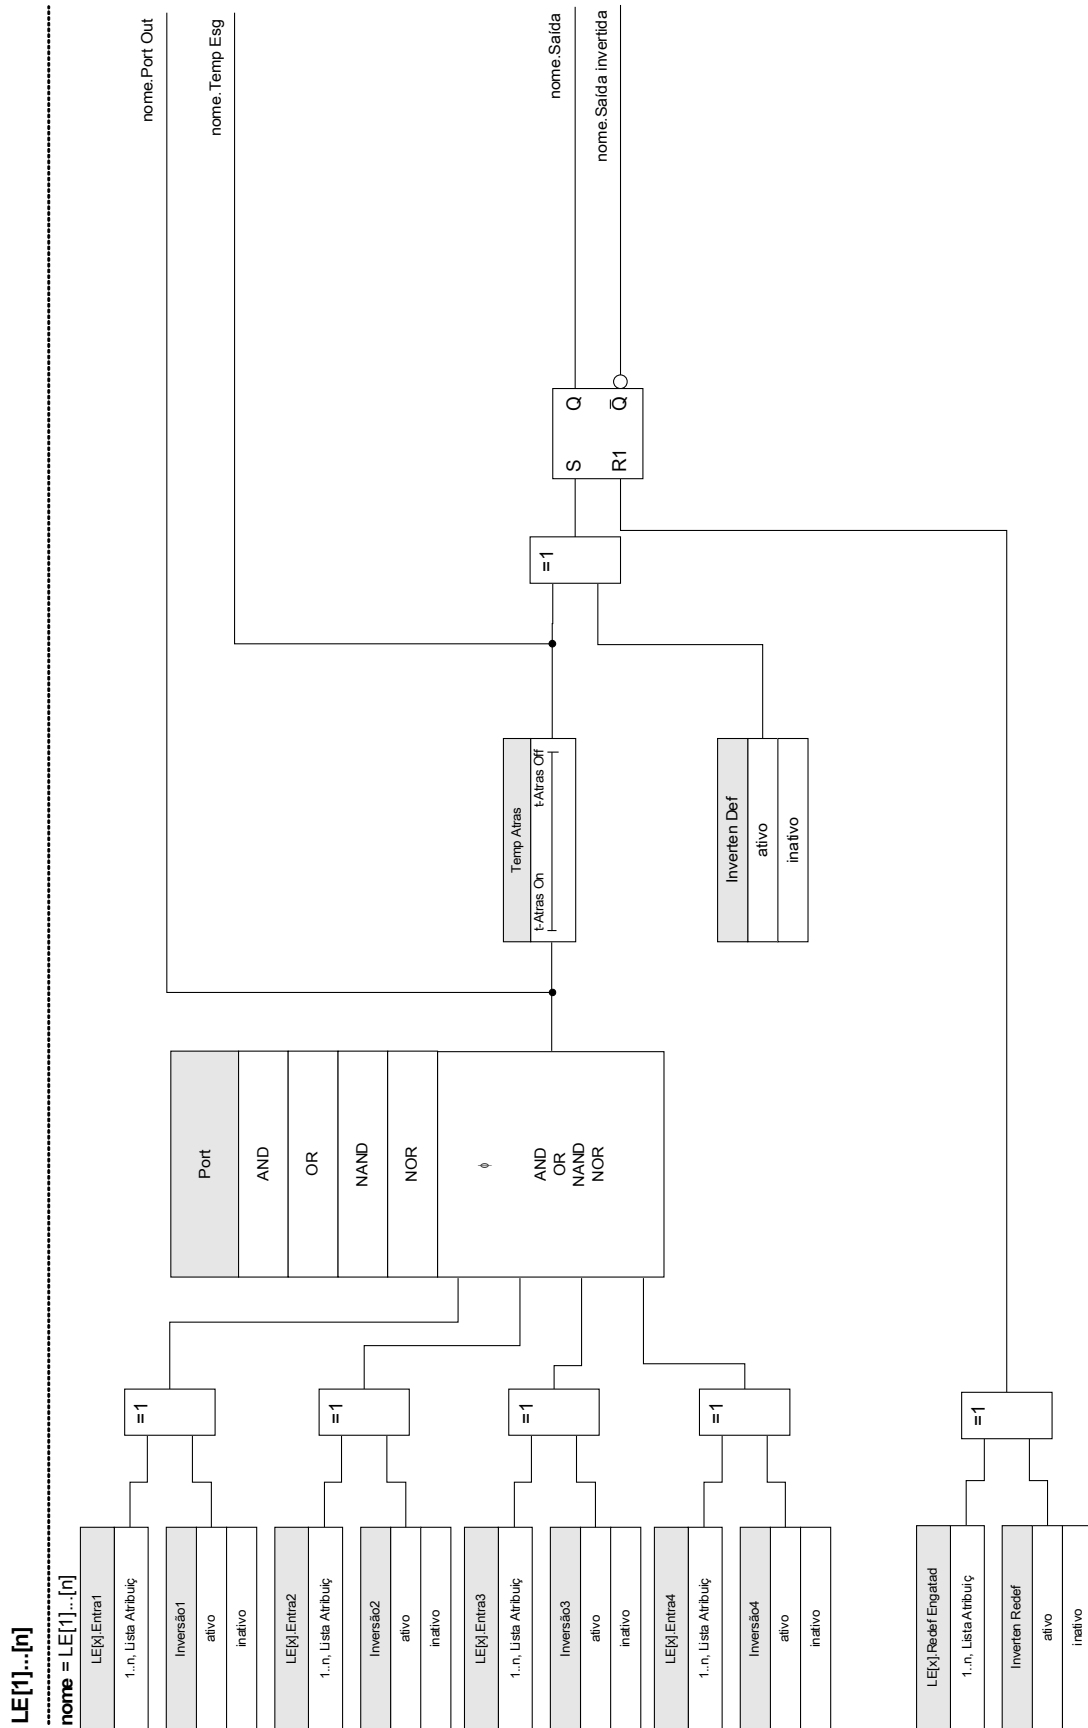 LE[1]...[n]
nome = LE[1]...[n]
LE[x].Entra1
1..n, Lista Atribuiç
Inversão1
ativo
inativo
LE[x].Entra2
1..n, Lista Atribuiç
Inversão2
ativo
inativo
LE[x].Entra3
1..n, Lista Atribuiç
Inversão3
ativo
inativo
LE[x].Entra4
1..n, Lista Atribuiç
Inversão4
ativo
inativo
LE[x].Redef Engatad
1..n, Lista Atribuiç
Inverten Redef
ativo
inativo
=1
=1
=1
=1
=1
Port
AND
OR
NAND
NOR
ϕ
AND
OR
NAND
NOR
Temp Atras
t-Atras On
t-Atras Off
Inverten Def
ativo
inativo
=1
S
Q
R1
Q̅
nome.Port Out
nome.Temp Esg
nome.Saída
nome.Saída invertida